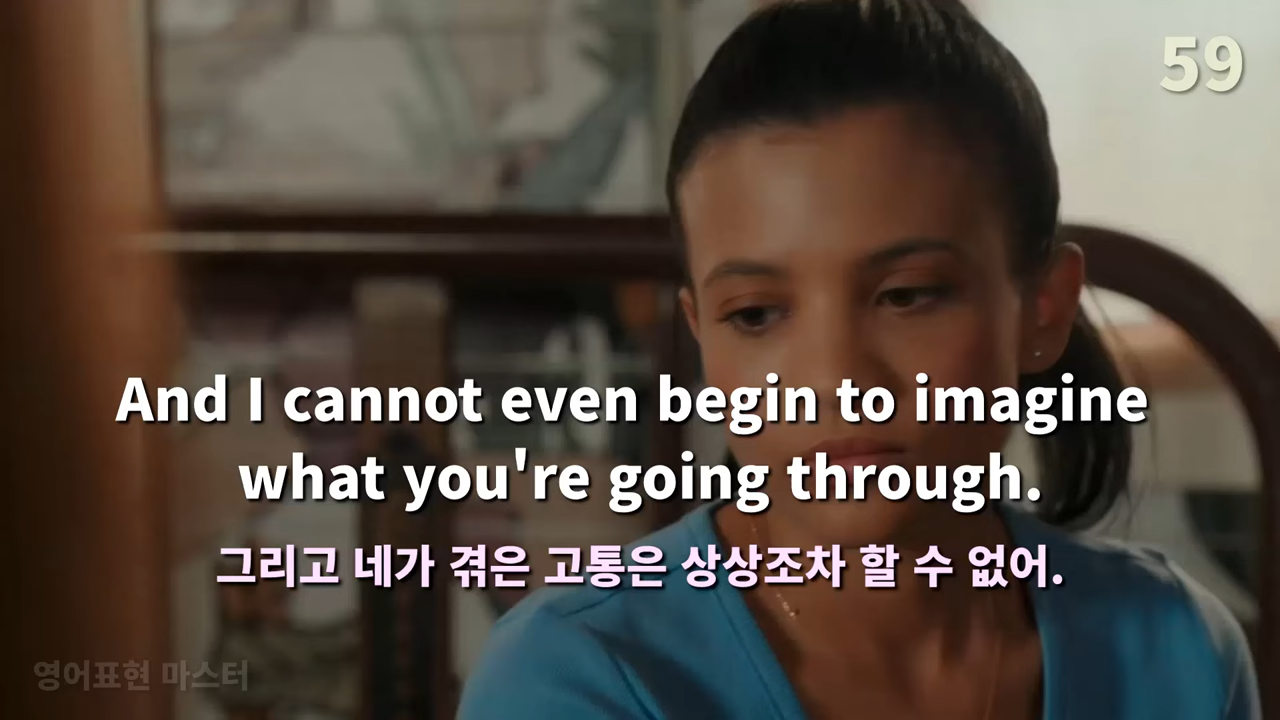 59
And I cannot even begin to imagine
what you're going through.
그리고 네가 겪은 고통은 상상조차 할 수 없어.
영어표현 마스터